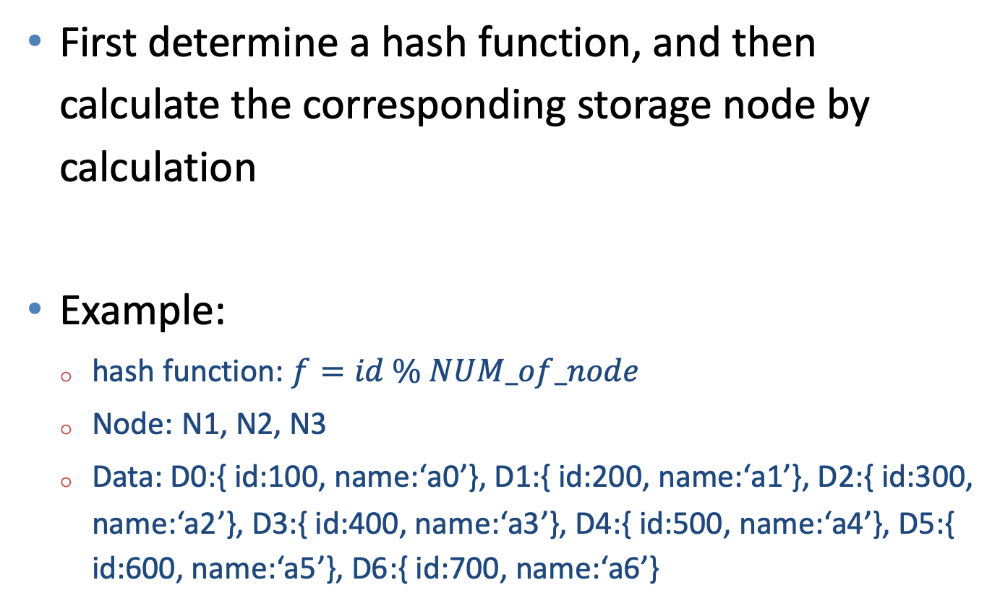 • First determine a hash function, and then
calculate the corresponding storage node by
calculation
• Example:
○ hash function: f = id % NUM_of_node
○ Node: N1, N2, N3
○ Data: D0:{ id:100, name:‘a0’}, D1:{ id:200, name:‘a1’}, D2:{ id:300,
name:‘a2’}, D3:{ id:400, name:‘a3’}, D4:{ id:500, name:‘a4’}, D5:{
id:600, name:‘a5’}, D6:{ id:700, name:‘a6’}